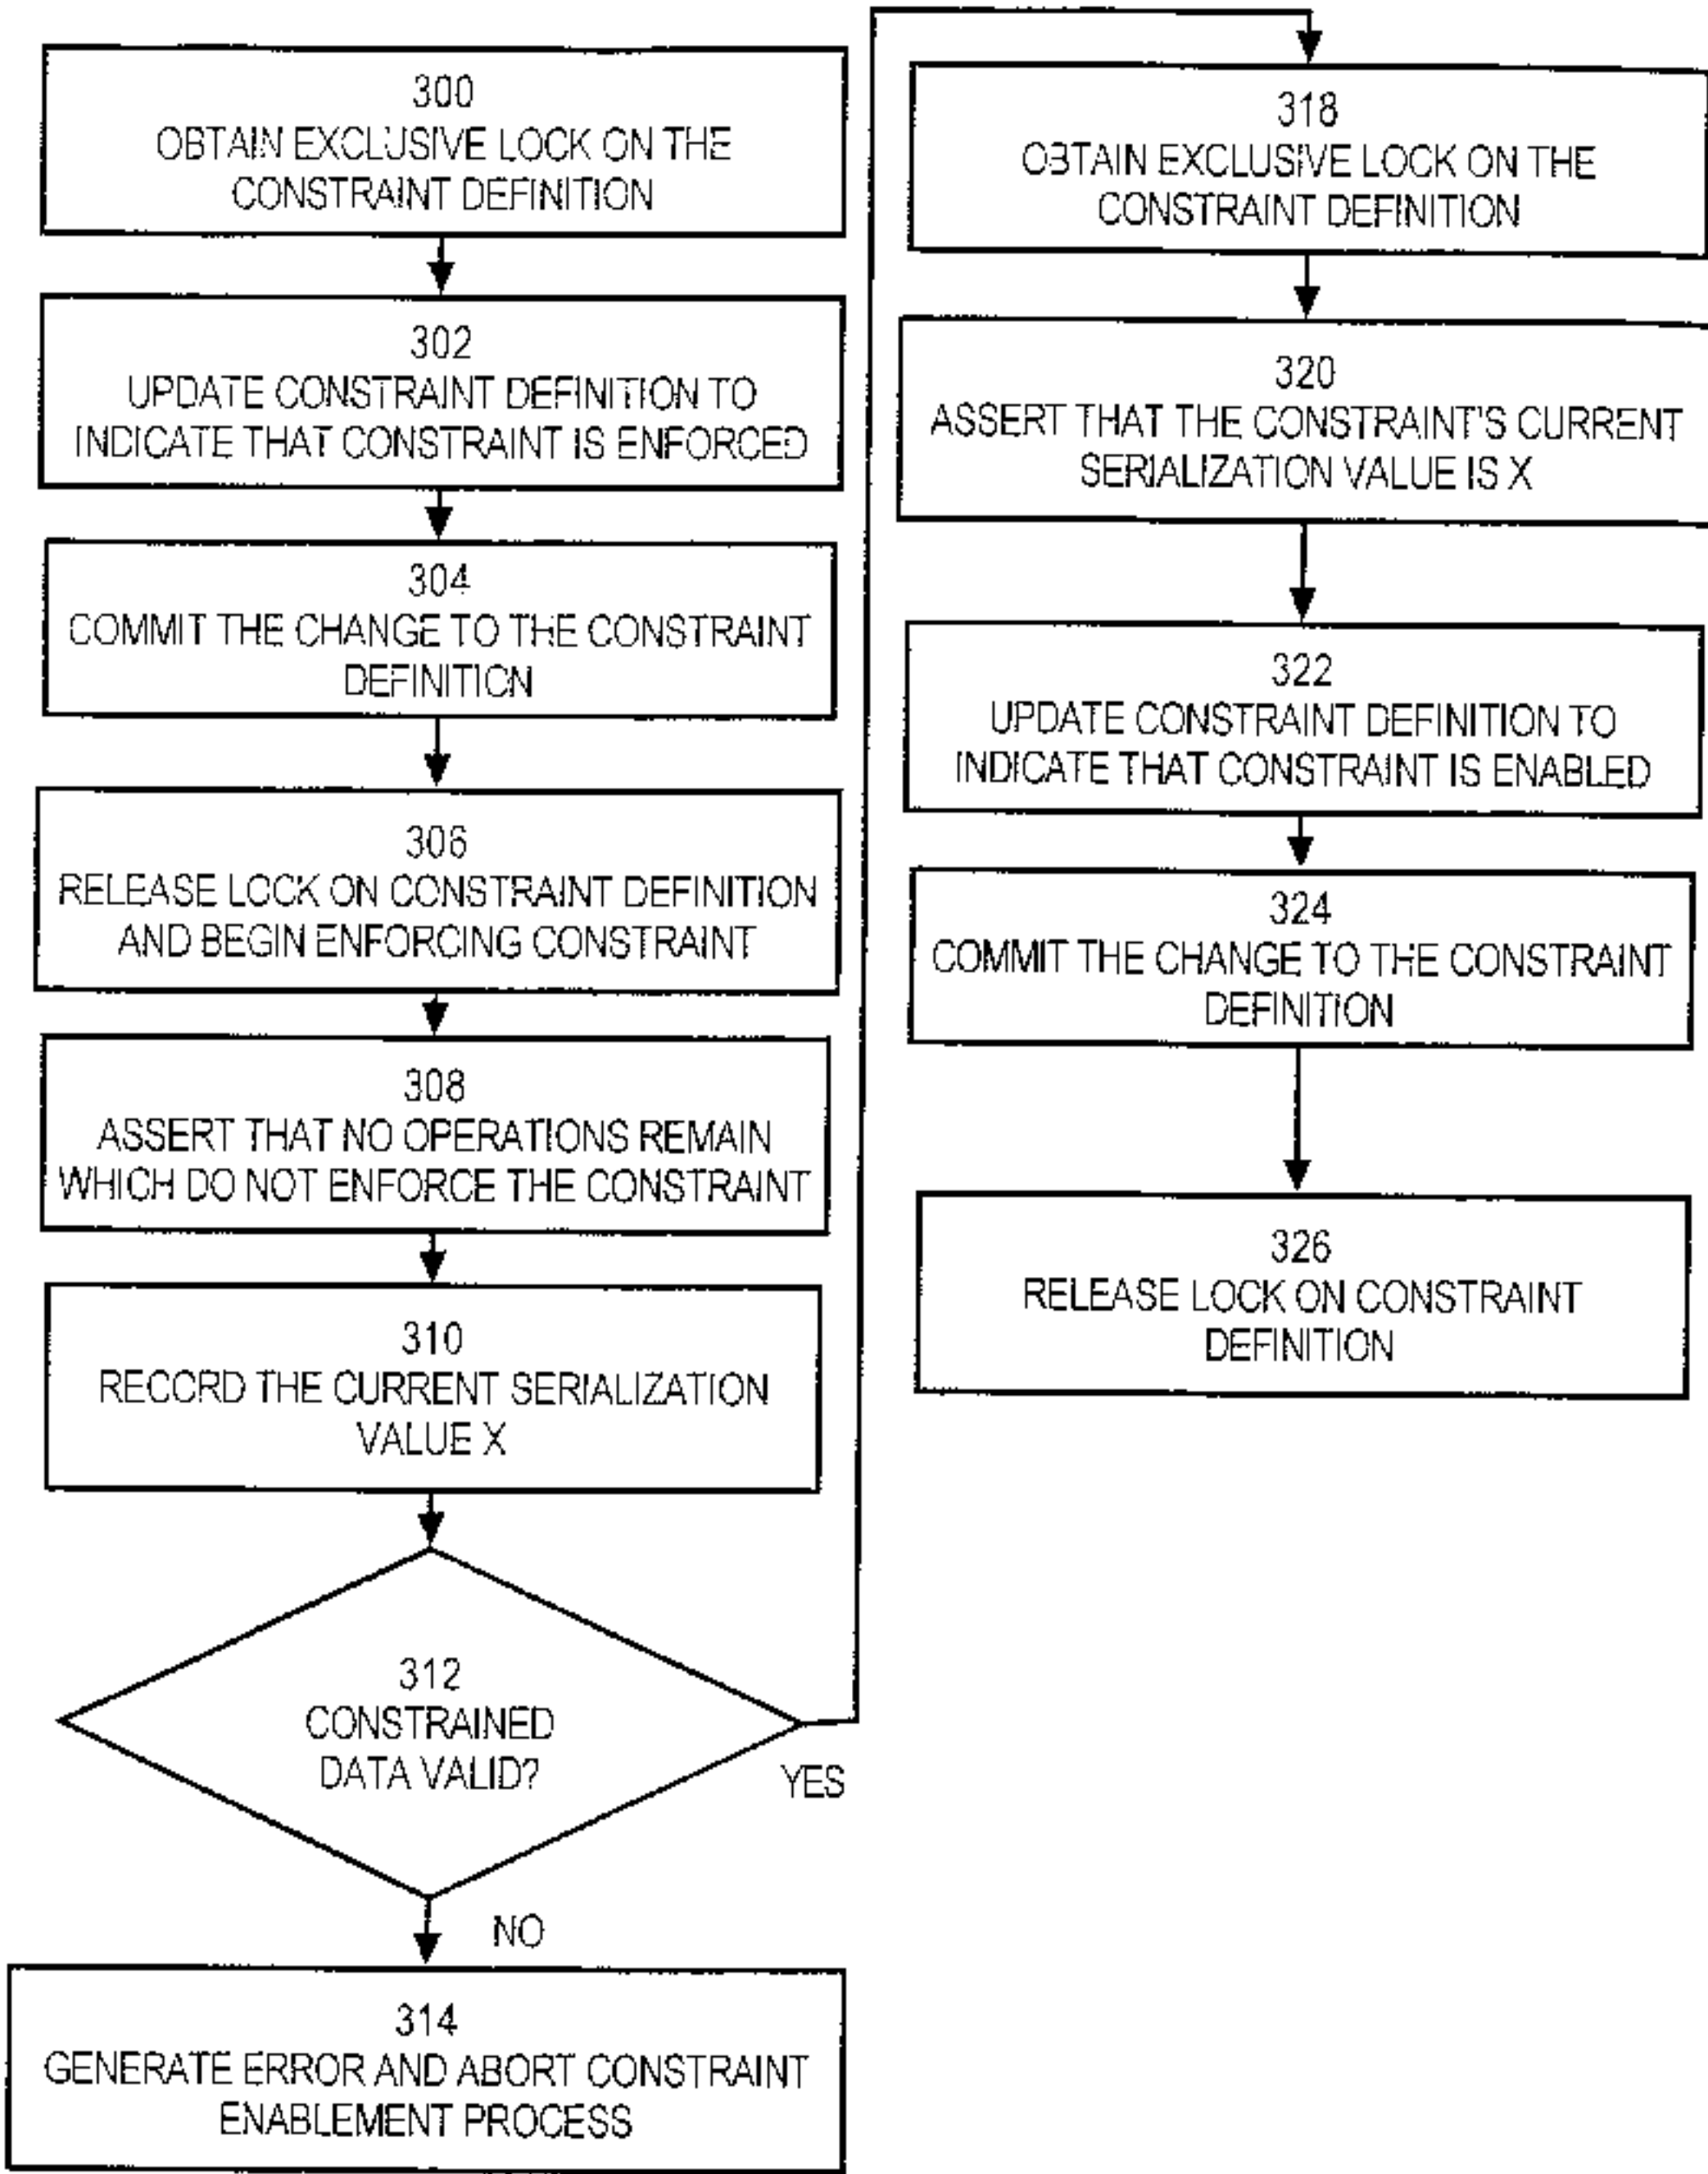 300
OBTAIN EXCLUSIVE LOCK ON THE
CONSTRAINT DEFINITION
302
UPDATE CONSTRAINT DEFINITION TO
INDICATE THAT CONSTRAINT IS ENFORCED
304
COMMIT THE CHANGE TO THE CONSTRAINT
DEFINITION
306
RELEASE LOCK ON CONSTRAINT DEFINITION
AND BEGIN ENFORCING CONSTRAINT
308
ASSERT THAT NO OPERATIONS REMAIN
WHICH DO NOT ENFORCE THE CONSTRAINT
310
RECORD THE CURRENT SERIALIZATION
VALUE X
312
CONSTRAINED
DATA VALID?
YES
NO
314
GENERATE ERROR AND ABORT CONSTRAINT
ENABLEMENT PROCESS
318
OBTAIN EXCLUSIVE LOCK ON THE
CONSTRAINT DEFINITION
320
ASSERT THAT THE CONSTRAINT'S CURRENT
SERIALIZATION VALUE IS X
322
UPDATE CONSTRAINT DEFINITION TO
INDICATE THAT CONSTRAINT IS ENABLED
324
COMMIT THE CHANGE TO THE CONSTRAINT
DEFINITION
326
RELEASE LOCK ON CONSTRAINT
DEFINITION